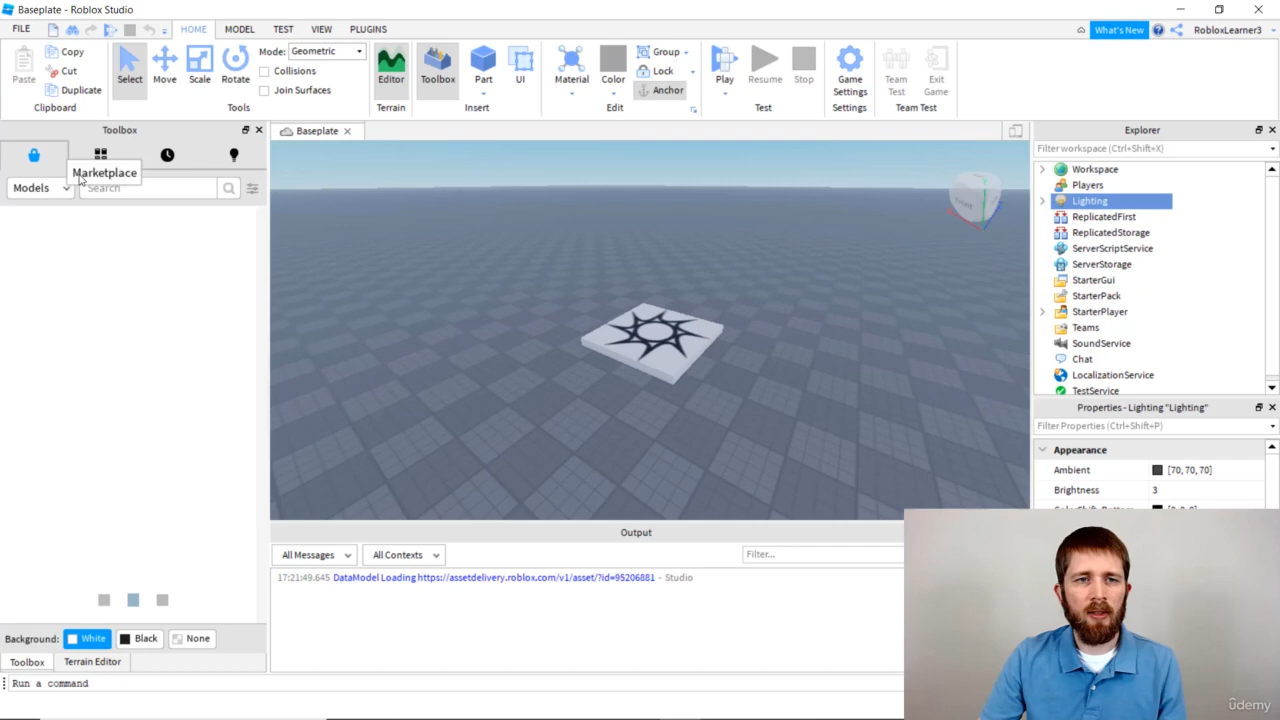 Baseplate - Roblox Studio
FILE HOME MODEL TEST VIEW PLUGINS What's New RobloxLearner3
Paste Copy Cut Duplicate Clipboard
Select Move Scale Rotate Mode: Geometric Collisions Join Surfaces Tools
Editor Terrain
Toolbox Part UI Insert
Material Color Group Lock Anchor Edit
Play Resume Stop Test
Game Settings Settings
Team Test Exit Game Team Test
Toolbox
Marketplace
Models Search
Background: White Black None
Toolbox Terrain Editor
Run a command
Baseplate
Output
All Messages All Contexts Filter...
17:21:49.645 DataModel Loading https://assetdelivery.roblox.com/v1/asset/?id=95206881 - Studio
Explorer
Filter workspace (Ctrl+Shift+X)
Workspace
Players
Lighting
ReplicatedFirst
ReplicatedStorage
ServerScriptService
ServerStorage
StarterGui
StarterPack
StarterPlayer
Teams
SoundService
Chat
LocalizationService
TestService
Properties - Lighting "Lighting"
Filter Properties (Ctrl+Shift+P)
Appearance
Ambient [70, 70, 70]
Brightness 3
ûdemy